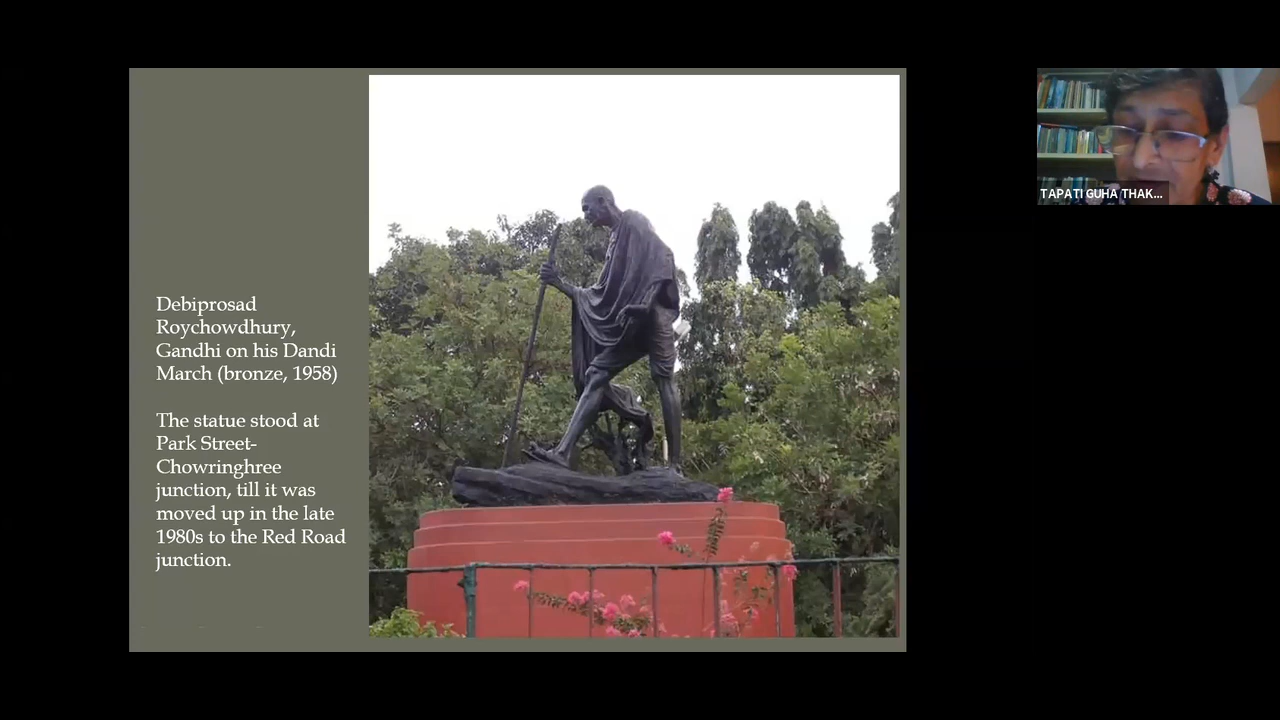 Debiprosad
Roychowdhury,
Gandhi on his Dandi
March (bronze, 1958)
The statue stood at
Park Street-
Chowringhree
junction, till it was
moved up in the late
1980s to the Red Road
junction.
TAPATI GUHA THAK...